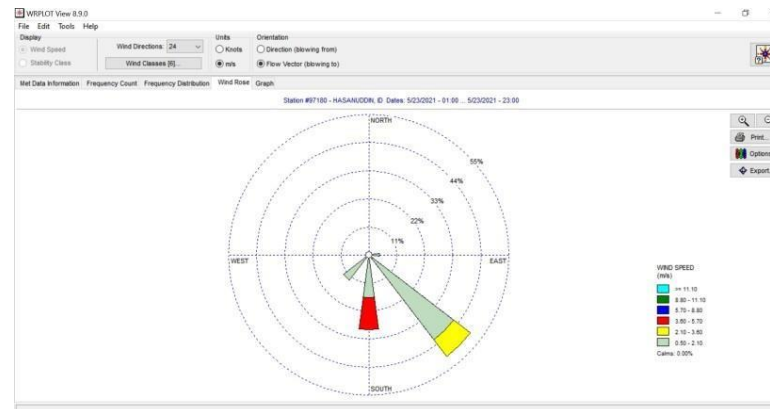 WRPLOT View 8.9.0
File Edit Tools Help
Display
Wind Speed
Stability Class
Wind Directions: 24
Wind Classes [6]...
Units
Knots
m/s
Orientation
Direction (blowing from)
Flow Vector (blowing to)
Met Data Information Frequency Count Frequency Distribution Wind Rose Graph
Station #97180 - HASANUDDIN, ID Dates: 5/23/2021 - 01:00 ... 5/23/2021 - 23:00
Print...
Options
Export
NORTH
55%
44%
33%
22%
11%
WEST
EAST
SOUTH
WIND SPEED
(m/s)
>= 11.10
8.80 - 11.10
5.70 - 8.80
3.60 - 5.70
2.10 - 3.60
0.50 - 2.10
Calms: 0.00%